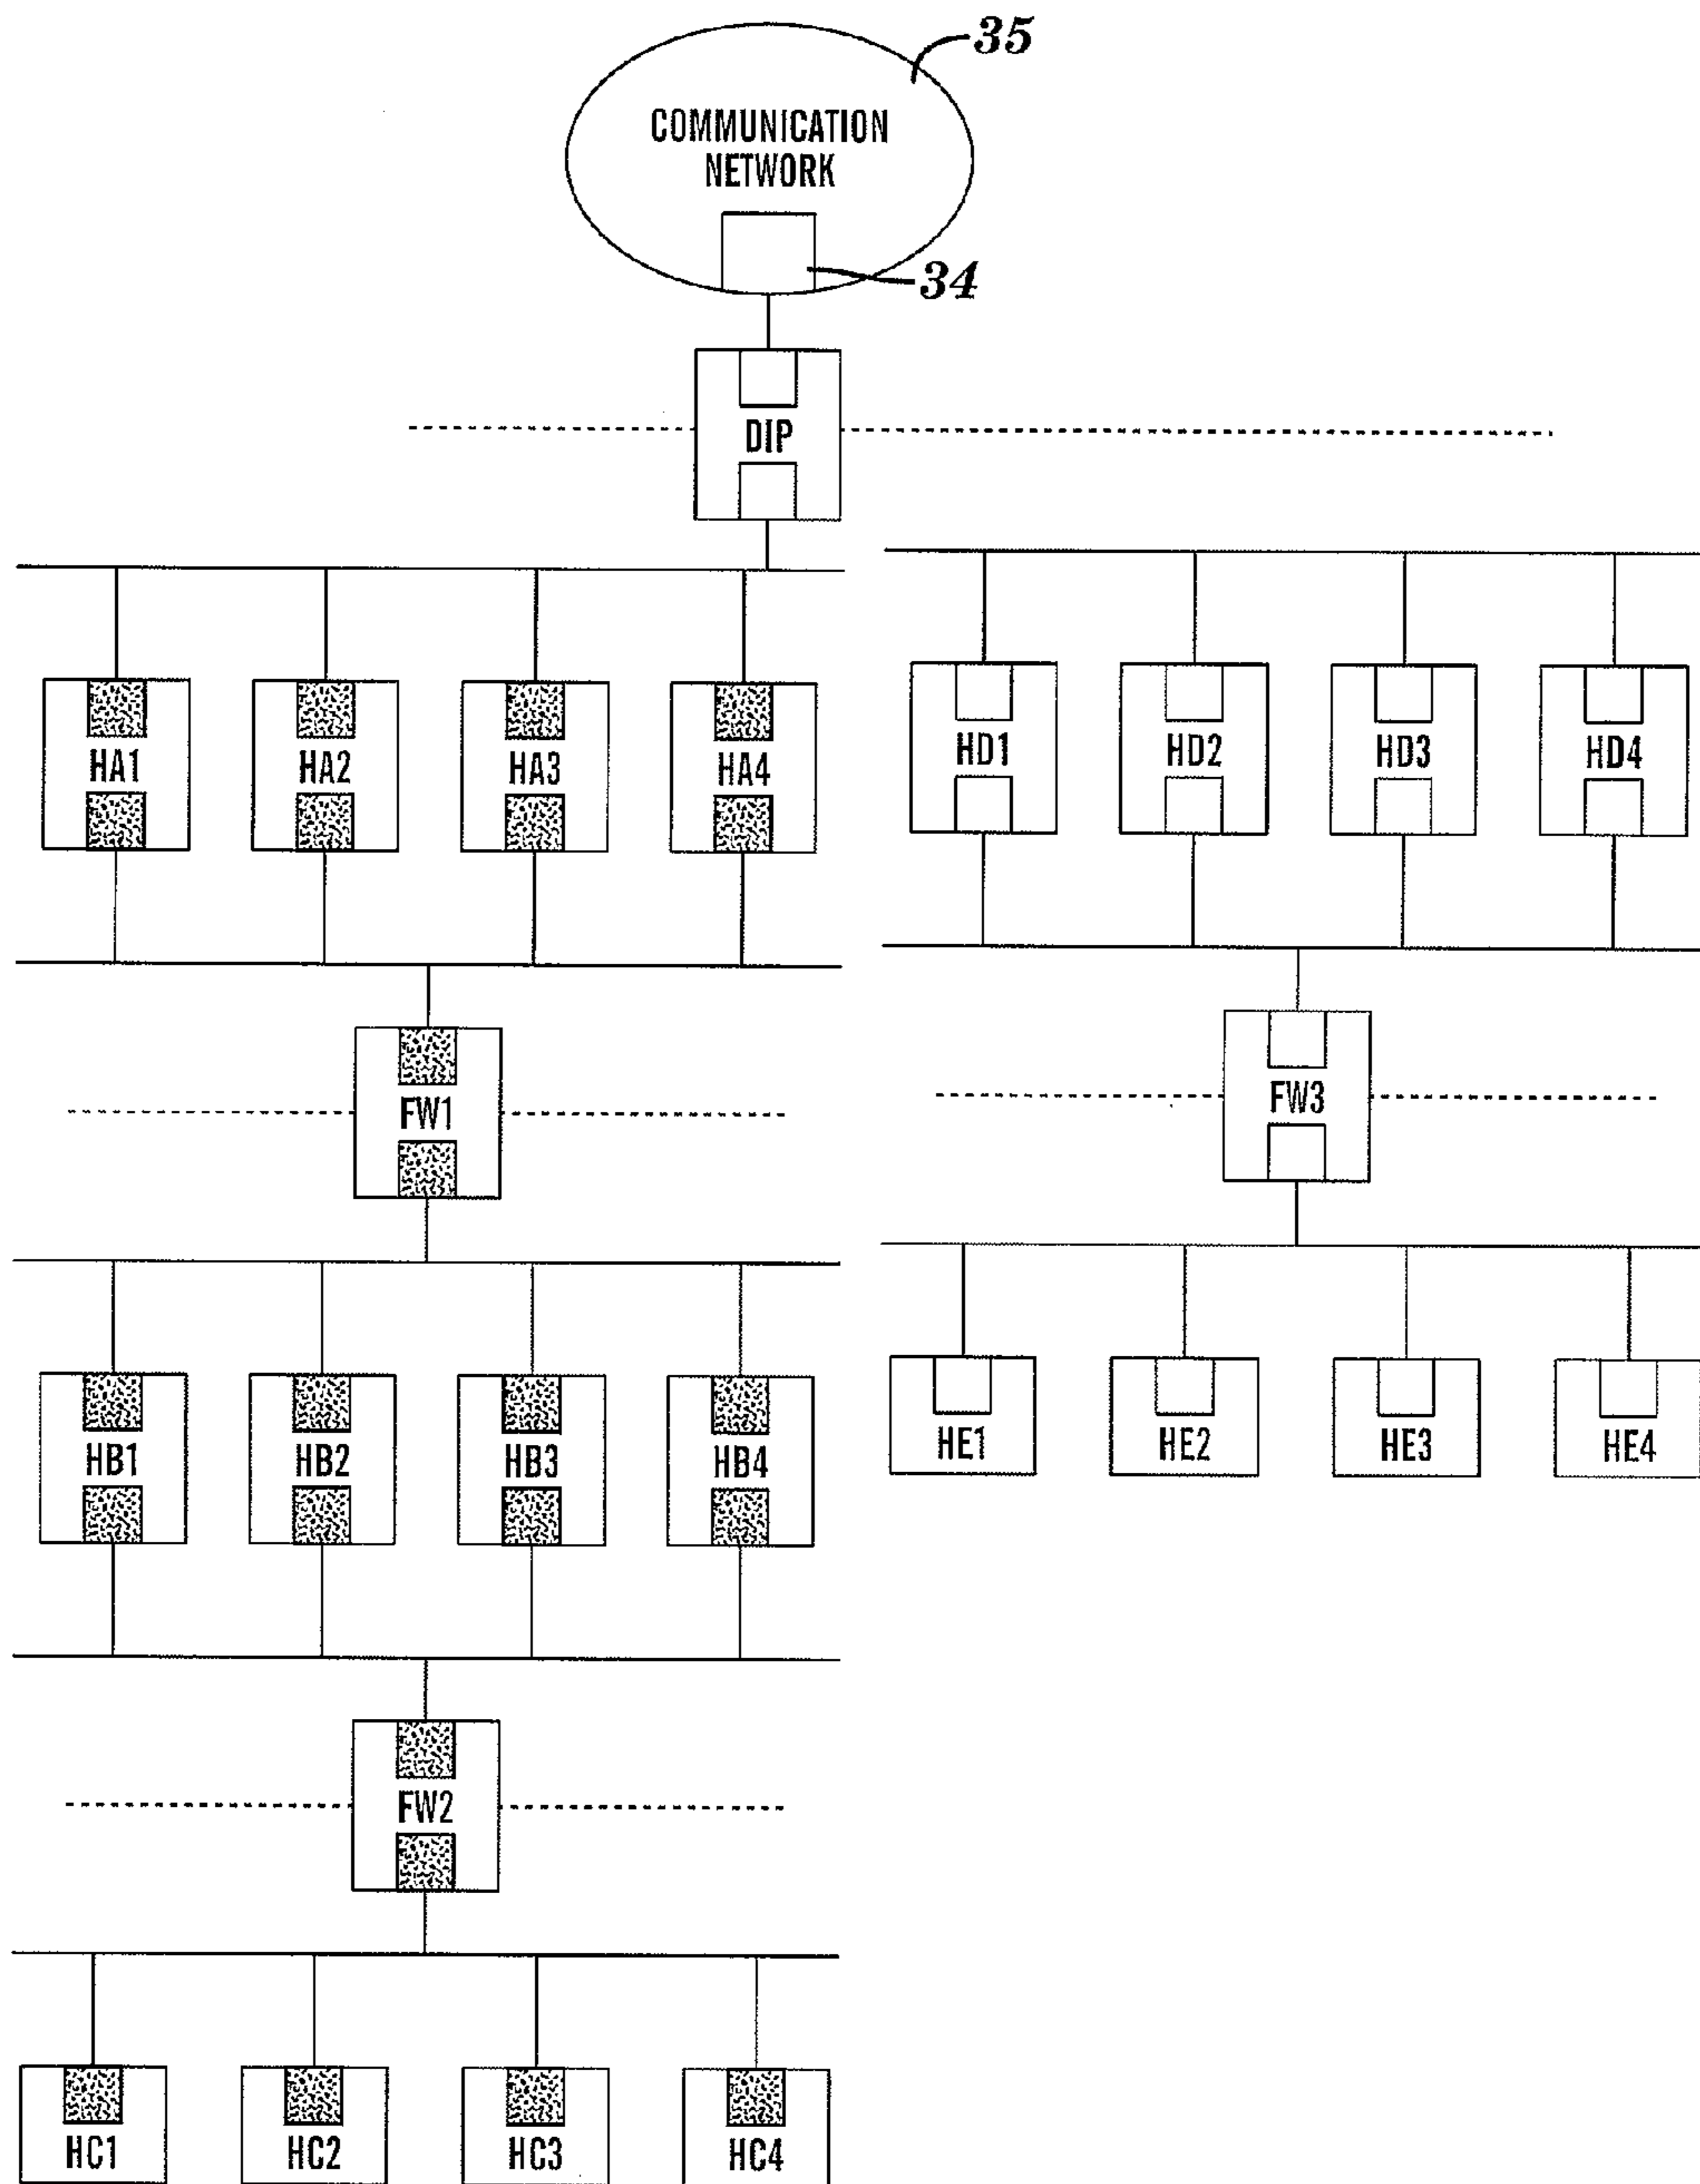 35
COMMUNICATION
NETWORK
34
DIP
HA1 HA2 HA3 HA4
HD1 HD2 HD3 HD4
FW1
FW3
HB1 HB2 HB3 HB4
HE1 HE2 HE3 HE4
FW2
HC1 HC2 HC3 HC4